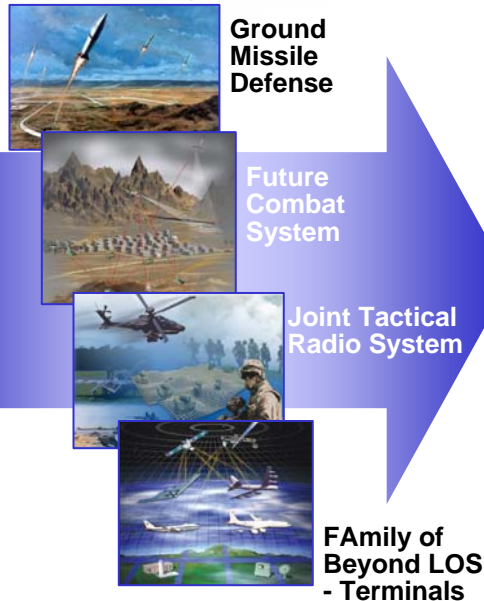 Ground
Missile
Defense
Future
Combat
System
Joint Tactical
Radio System
FAmily of
Beyond LOS
- Terminals